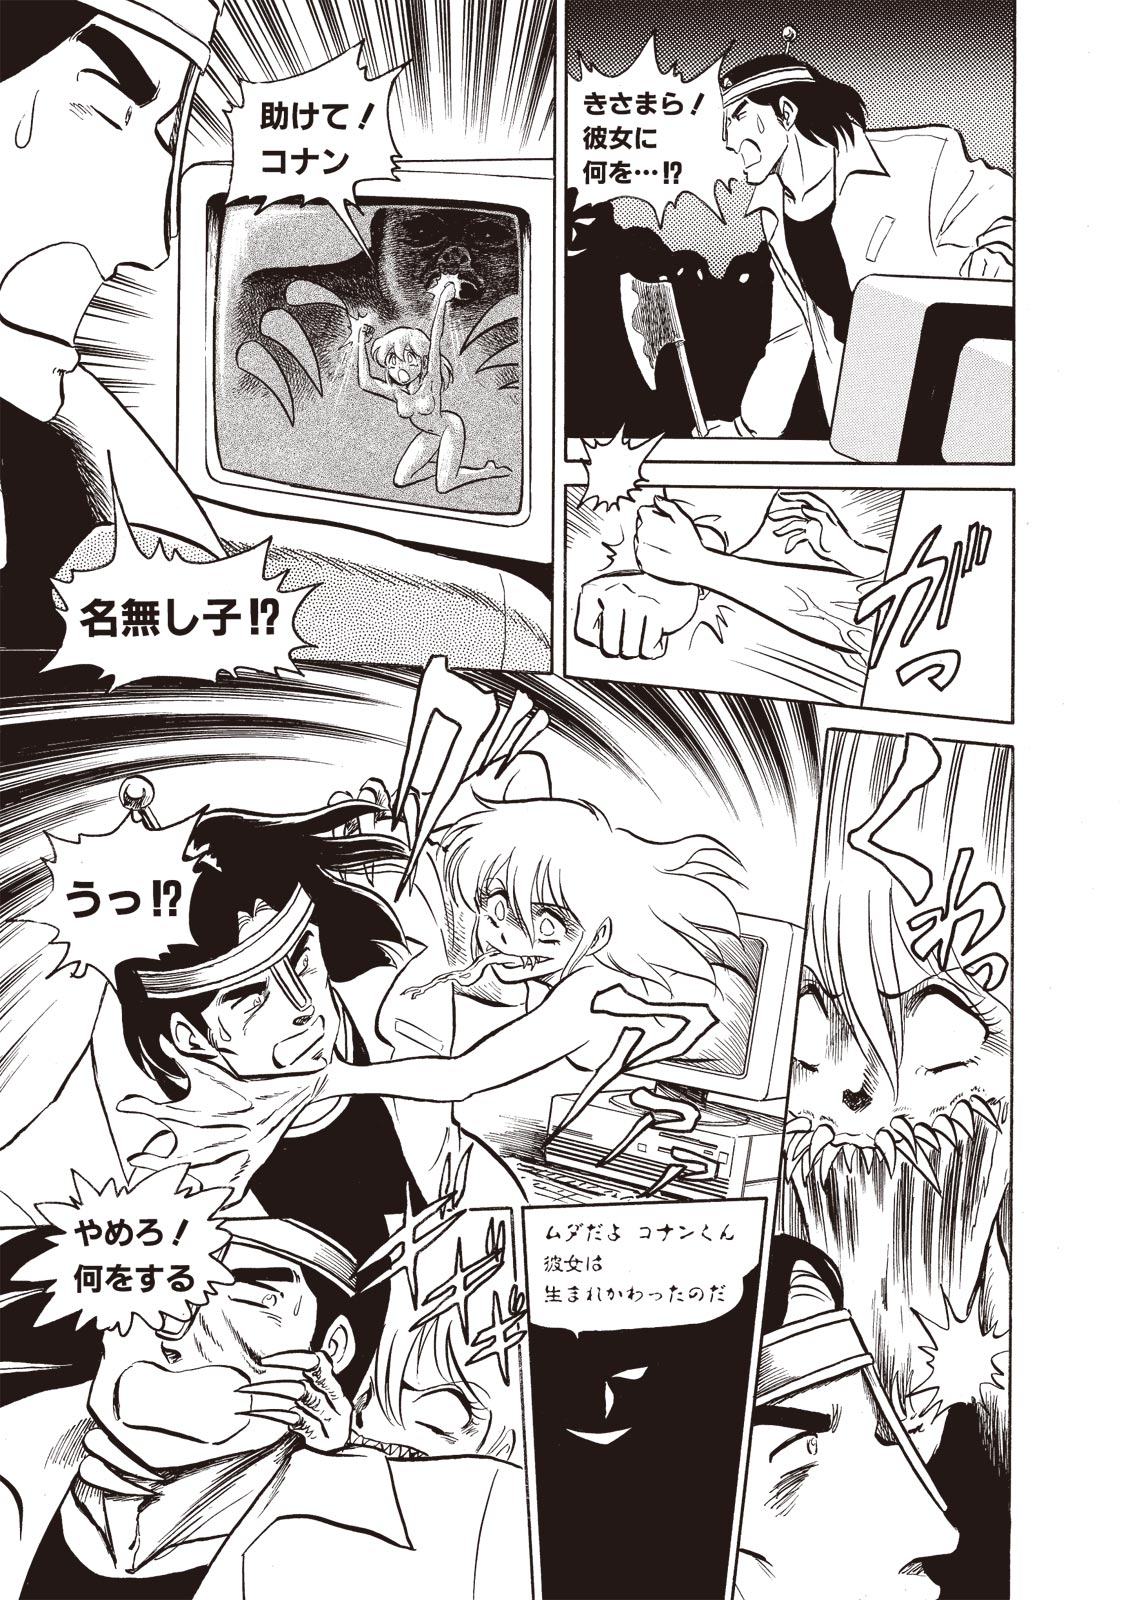 きさまら！
彼女に
何を…!?
助けて！
コナン
名無し子!?
ガッ
くわっ
うっ!?
ムダだよ コナンくん
彼女は
生まれかわったのだ
やめろ！
何をする
ギギギ